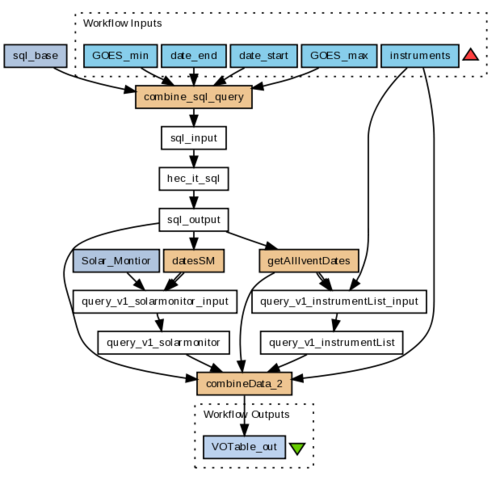 Workflow Inputs
sql_base
GOES_min
date_end
date_start
GOES_max
instruments
combine_sql_query
sql_input
hec_it_sql
sql_output
Solar_Montior
datesSM
getAllIventDates
query_v1_solarmonitor_input
query_v1_instrumentList_input
query_v1_solarmonitor
query_v1_instrumentList
combineData_2
Workflow Outputs
VOTable_out